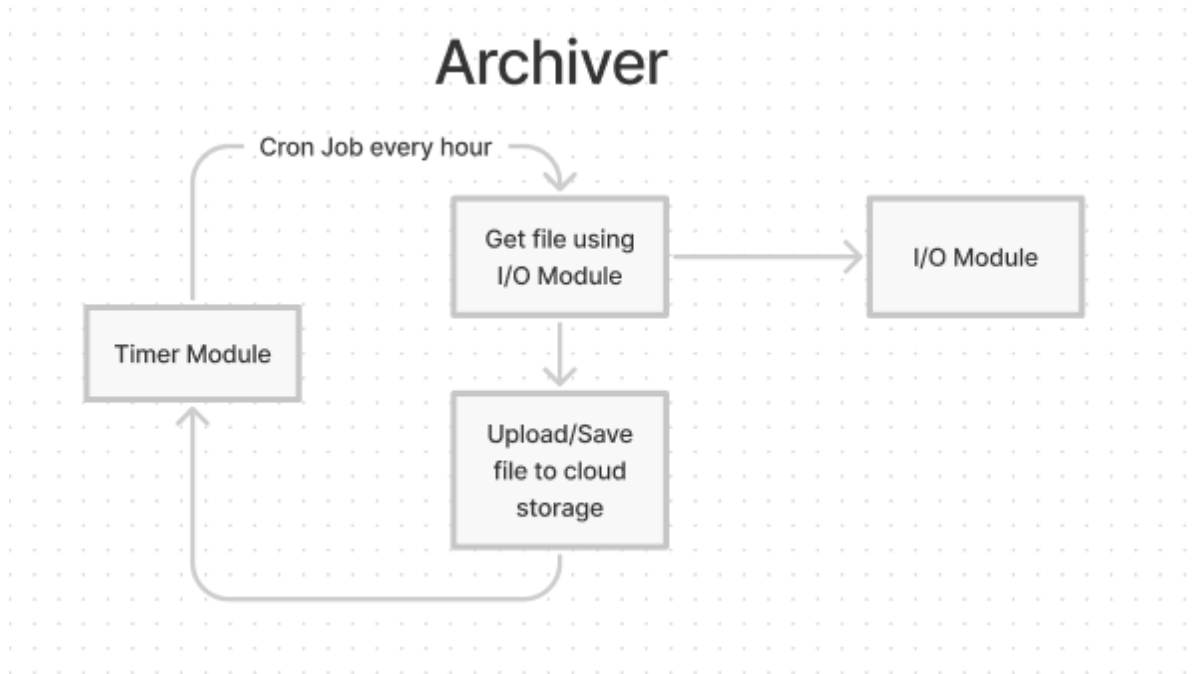 Archiver
Cron Job every hour
Get file using
I/O Module
I/O Module
Timer Module
Upload/Save
file to cloud
storage